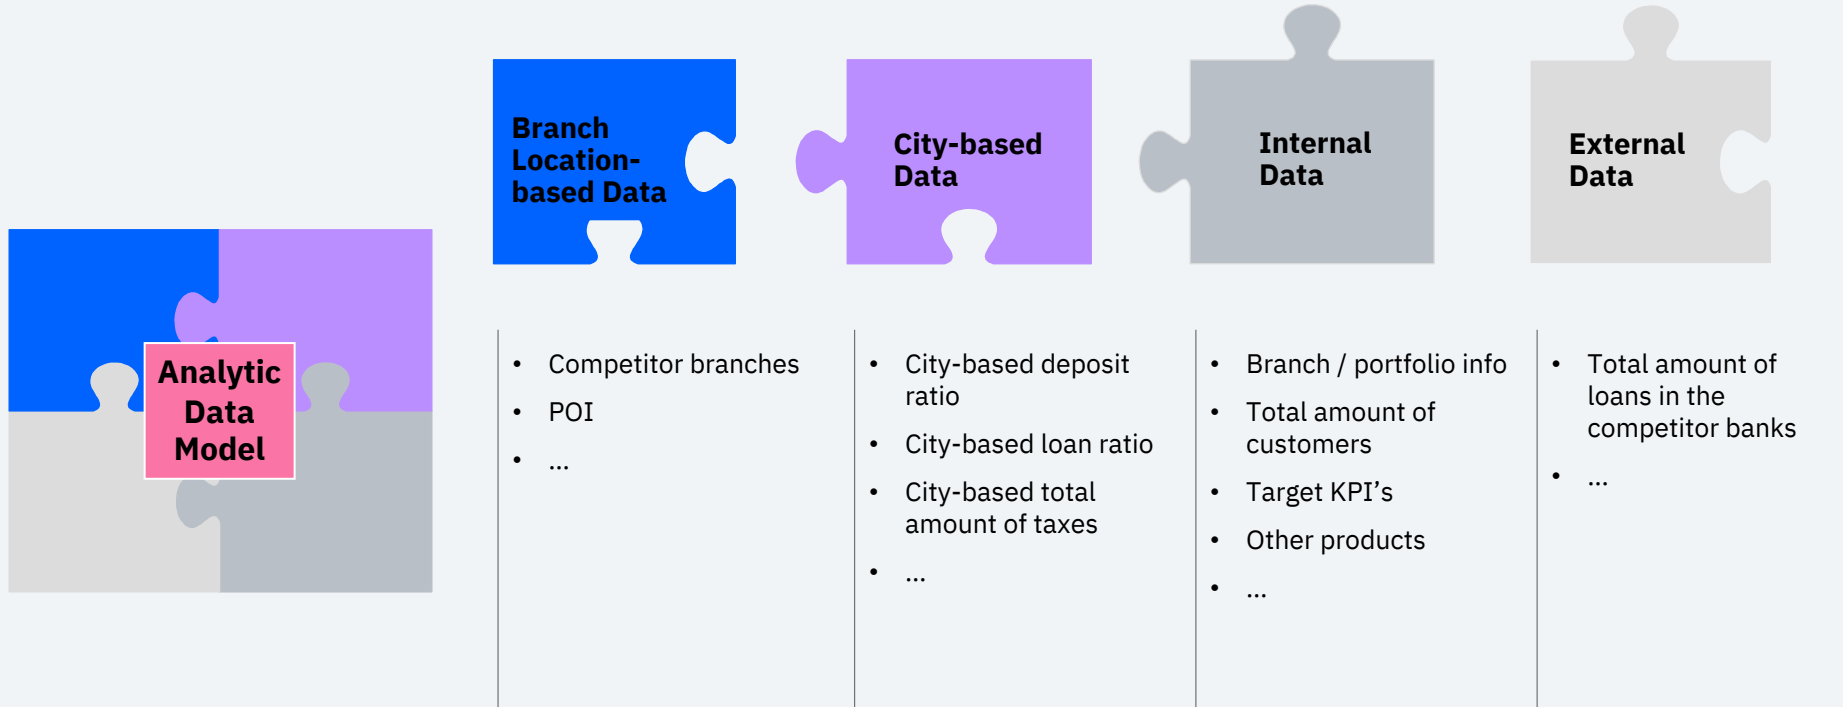 Branch
Location-
based Data
City-based
Data
Internal
Data
External
Data
Analytic
Data
Model
• Competitor branches
• POI
• ...
• City-based deposit
ratio
• City-based loan ratio
• City-based total
amount of taxes
• ...
• Branch / portfolio info
• Total amount of
customers
• Target KPI’s
• Other products
• ...
• Total amount of
loans in the
competitor banks
• ...